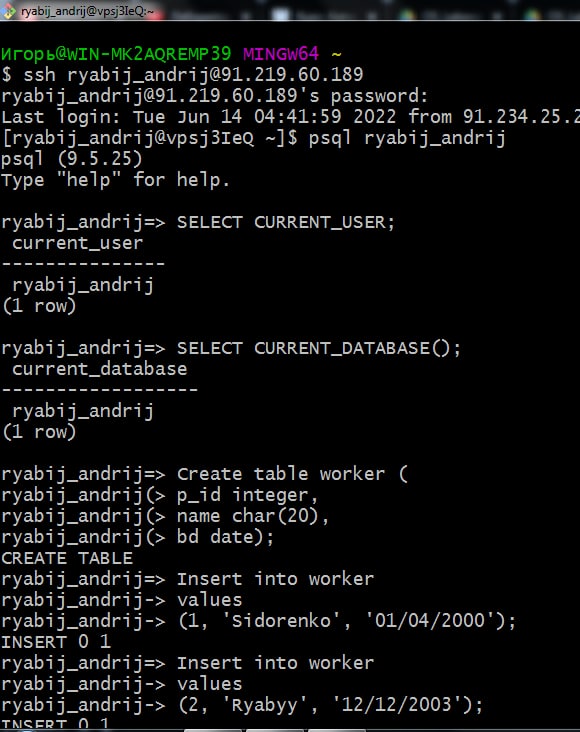 ryabij_andrij@vpsj3IeQ:~
Игорь@WIN-MK2AQREMP39 MINGW64 ~
$ ssh ryabij_andrij@91.219.60.189
ryabij_andrij@91.219.60.189's password:
Last login: Tue Jun 14 04:41:59 2022 from 91.234.25.2
[ryabij_andrij@vpsj3IeQ ~]$ psql ryabij_andrij
psql (9.5.25)
Type "help" for help.
ryabij_andrij=> SELECT CURRENT_USER;
current_user
---------------
ryabij_andrij
(1 row)
ryabij_andrij=> SELECT CURRENT_DATABASE();
current_database
------------------
ryabij_andrij
(1 row)
ryabij_andrij=> Create table worker (
ryabij_andrij(> p_id integer,
ryabij_andrij(> name char(20),
ryabij_andrij(> bd date);
CREATE TABLE
ryabij_andrij=> Insert into worker
ryabij_andrij-> values
ryabij_andrij-> (1, 'Sidorenko', '01/04/2000');
INSERT 0 1
ryabij_andrij=> Insert into worker
ryabij_andrij-> values
ryabij_andrij-> (2, 'Ryabyy', '12/12/2003');
INSERT 0 1